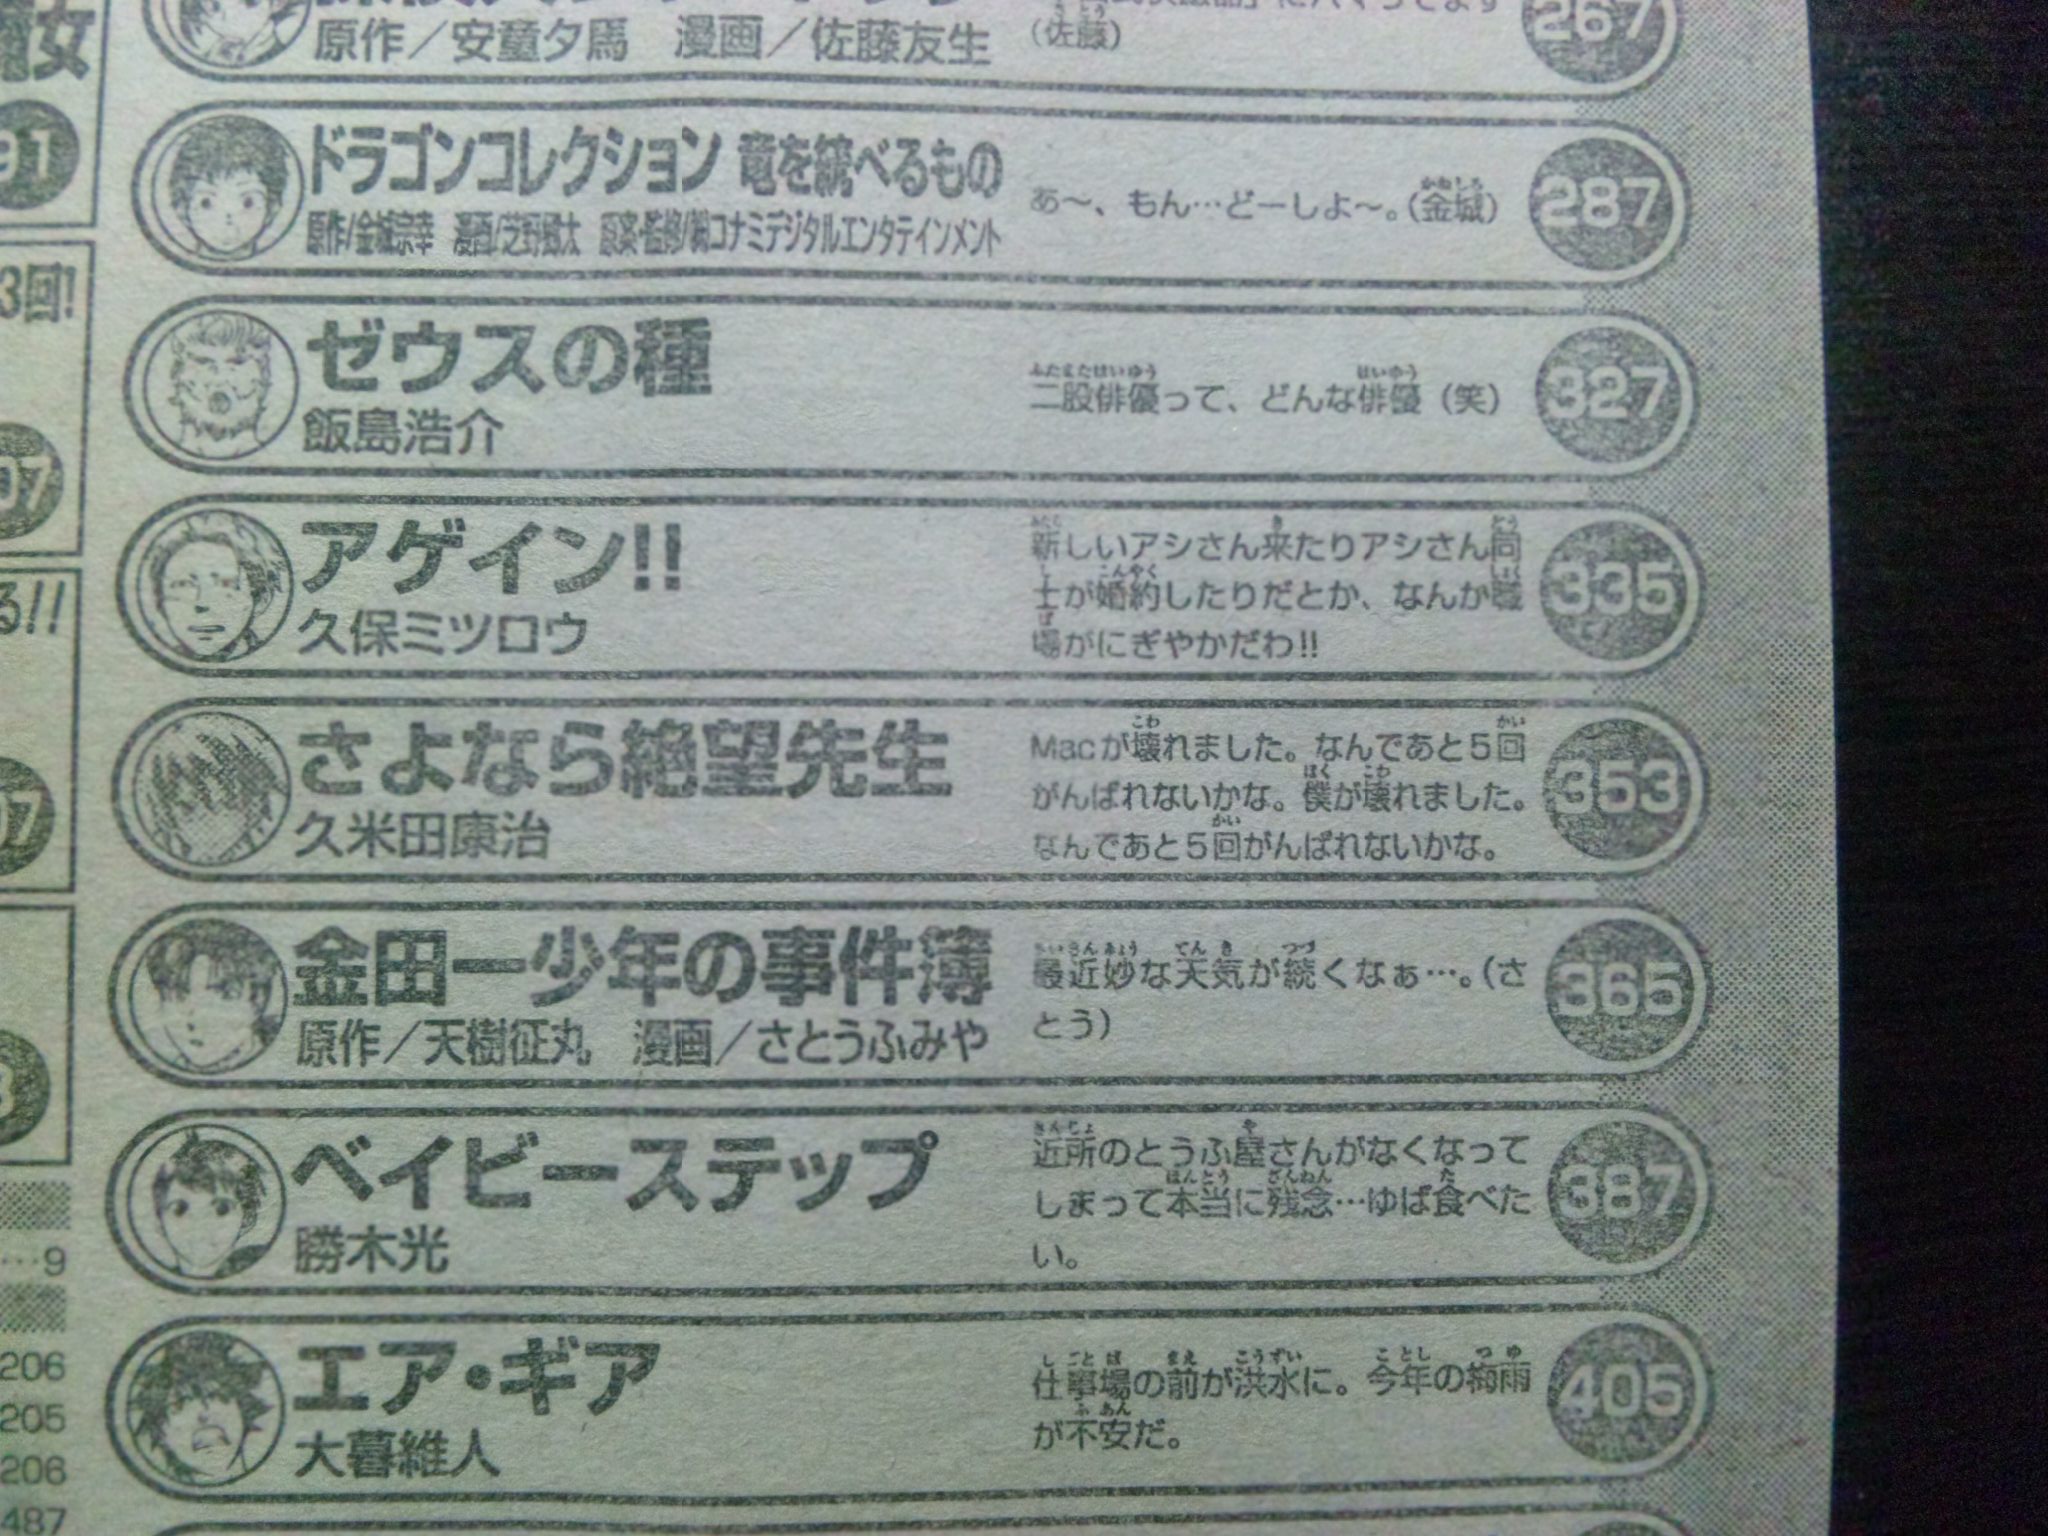 原作／安童夕馬 漫画／佐藤友生
(佐藤)
267
ドラゴンコレクション 竜を統べるもの
原作/金城宗幸 漫画/芝野郷太 原案・監修/㈱コナミデジタルエンタテインメント
あ〜、もん…どーしよ〜。(金城)
287
ゼウスの種
飯島浩介
二股俳優って、どんな俳優(笑)
327
アゲイン!!
久保ミツロウ
新しいアシさん来たりアシさん同
士が婚約したりだとか、なんか職
場がにぎやかだわ!!
335
さよなら絶望先生
久米田康治
Macが壊れました。なんであと5回
がんばれないかな。僕が壊れました。
なんであと5回がんばれないかな。
353
金田一少年の事件簿
原作／天樹征丸 漫画／さとうふみや
最近妙な天気が続くなぁ…。(さ
とう)
365
ベイビーステップ
勝木光
近所のとうふ屋さんがなくなって
しまって本当に残念…ゆば食べた
い。
387
エア・ギア
大暮維人
仕事場の前が洪水に。今年の梅雨
が不安だ。
405
女
91
3回!
07
る!!
07
3
…9
206
205
206
487